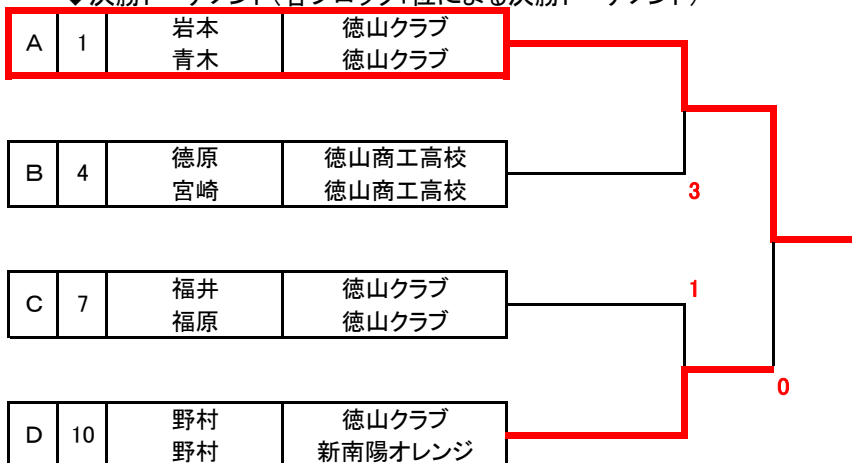 A 1 岩本 徳山クラブ
青木 徳山クラブ
B 4 德原 徳山商工高校
宮崎 徳山商工高校
3
C 7 福井 徳山クラブ 1
福原 徳山クラブ
0
D 10 野村 徳山クラブ
野村 新南陽オレンジ